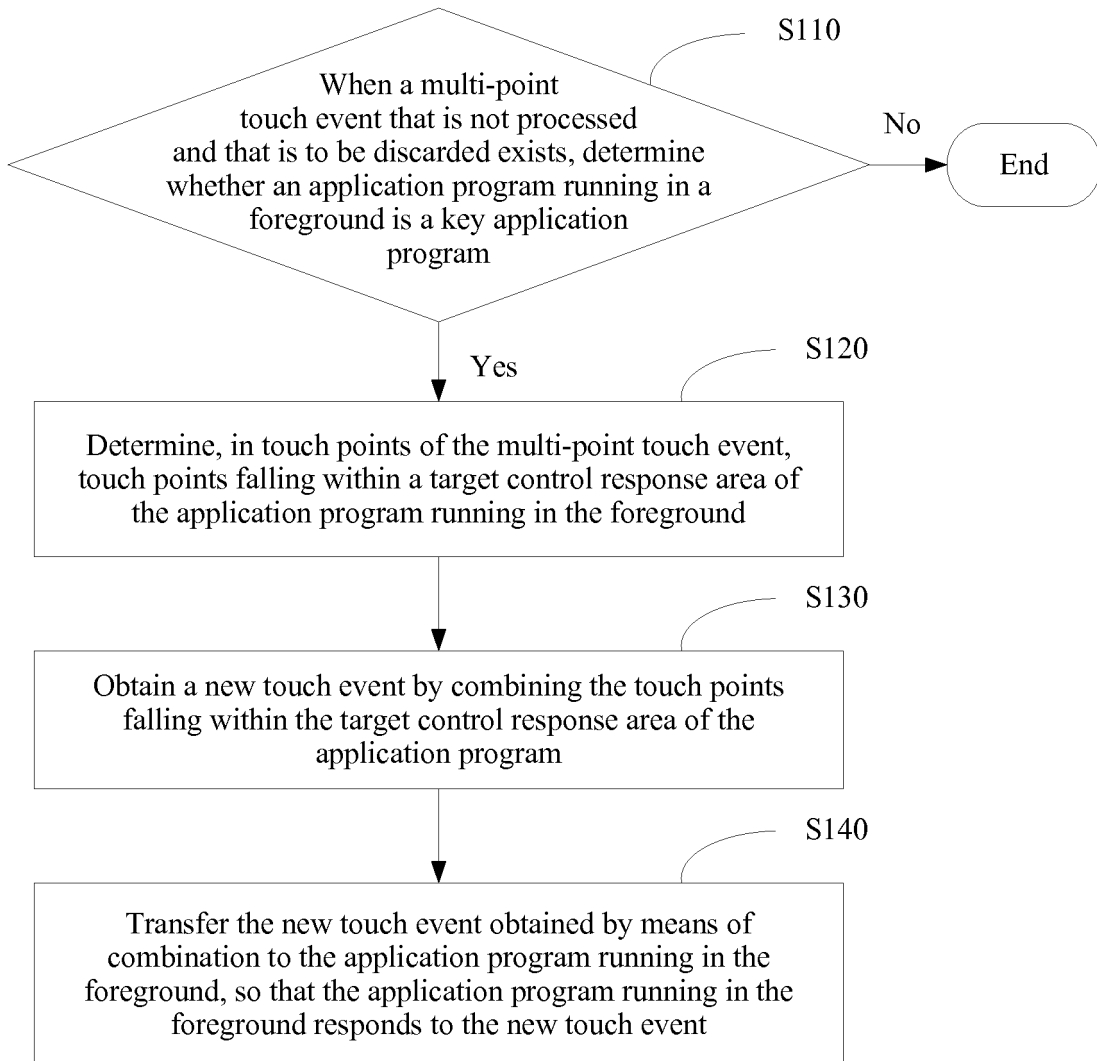 S110
When a multi-point
touch event that is not processed
and that is to be discarded exists, determine
whether an application program running in a
foreground is a key application
program
No
End
Yes
S120
Determine, in touch points of the multi-point touch event,
touch points falling within a target control response area of
the application program running in the foreground
S130
Obtain a new touch event by combining the touch points
falling within the target control response area of the
application program
S140
Transfer the new touch event obtained by means of
combination to the application program running in the
foreground, so that the application program running in the
foreground responds to the new touch event